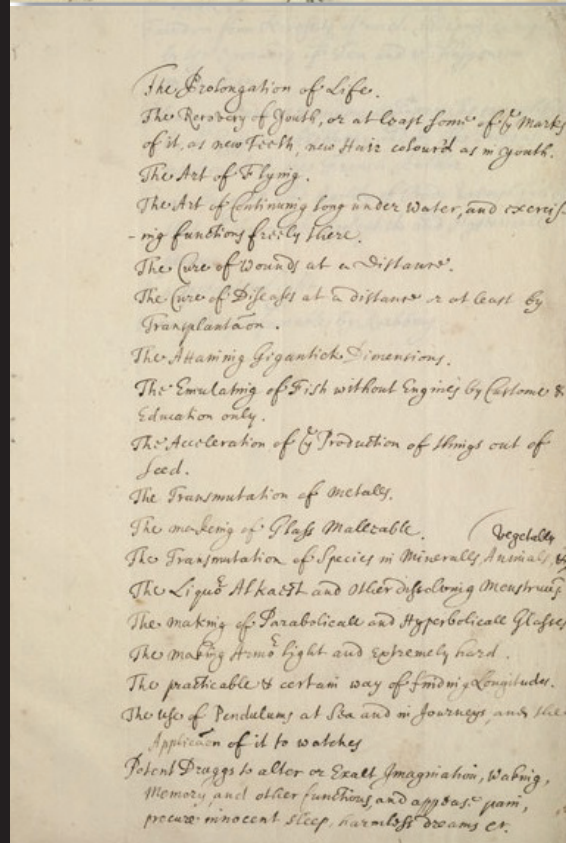 The Prolongation of Life.
The Recovery of Youth, or at least some of yͤ Marks
of it, as new Teeth, new Hair colour'd as in youth.
The Art of Flying.
The Art of Continuing long under water, and exercis-
-ing functions freely there.
The Cure of Wounds at a Distance.
The Cure of Diseases at a distance or at least by
Transplantaõn.
The Attaining Gigantick Dimensions.
The Emulating of Fish without Engines by Custome &
Education only.
The Acceleration of yͤ Production of things out of
Seed.
The Transmutation of Metalls.
The makeing of Glass Malleable.
Vegetalls
The Transmutation of Species in Mineralls, Animals, &
The Liquoʳ Alkaest and other dissolving Menstruums
The making of Parabolicall and Hyperbolicall Glasses
The making Armoʳ light and extremely hard.
The practicable & certain way of finding Longitudes.
The use of Pendulums at Sea and in Journeys, and the
Applicaõn of it to watches
Potent Druggs to alter or Exalt Imagination, Waking,
Memory, and other functions, and appease pain,
procure innocent sleep, harmless dreams etc.